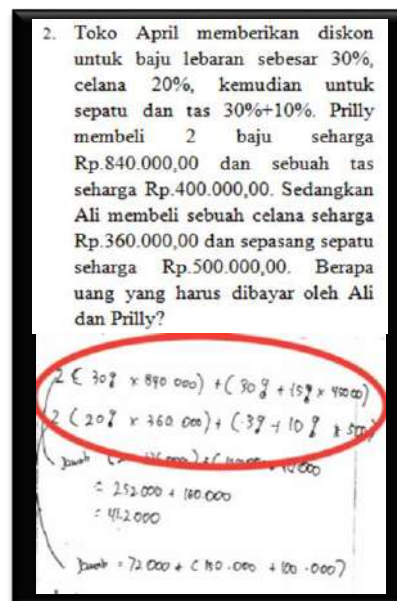 2. Toko April memberikan diskon
untuk baju lebaran sebesar 30%,
celana 20%, kemudian untuk
sepatu dan tas 30%+10%. Prilly
membeli 2 baju seharga
Rp.840.000,00 dan sebuah tas
seharga Rp.400.000,00. Sedangkan
Ali membeli sebuah celana seharga
Rp.360.000,00 dan sepasang sepatu
seharga Rp.500.000,00. Berapa
uang yang harus dibayar oleh Ali
dan Prilly?
2 ( 30% x 840 000) + (30% +
2 (20% x 360 000) + ( 3% + 10 %
Jawab
= 252.000 + 160.000
= 412.000
Jawab = 72 000 + ( 150.000 + 100.000)